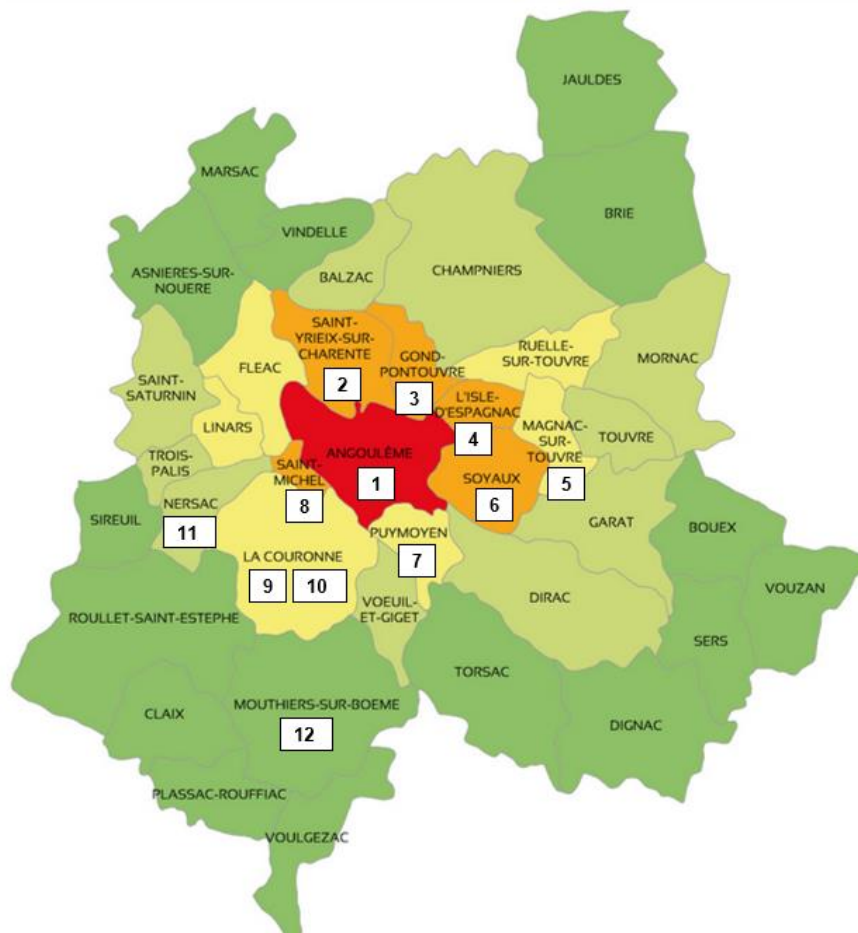 JAULDES
MARSAC
BRIE
VINDELLE
ASNIERES-SUR-
NOUERE
BALZAC
CHAMPNIERS
SAINT-
YRIEIX-SUR-
CHARENTE
2
GOND-
PONTOUVRE
3
RUELLE-
SUR-TOUVRE
MORNAC
FLEAC
SAINT-
SATURNIN
LINARS
L'ISLE-
D'ESPAGNAC
4
MAGNAC-
SUR-
TOUVRE
5
TOUVRE
TROIS-
PALIS
ANGOULÊME
1
SAINT-
MICHEL
8
SOYAUX
6
NERSAC
11
SIREUIL
GARAT
BOUEX
PUYMOYEN
7
LA COURONNE
9 10
VOUZAN
DIRAC
VOEUIL-
ET-GIGET
ROULLET-SAINT-ESTEPHE
SERS
TORSAC
MOUTHIERS-SUR-BOEME
12
CLAIX
DIGNAC
PLASSAC-ROUFFIAC
VOULGEZAC